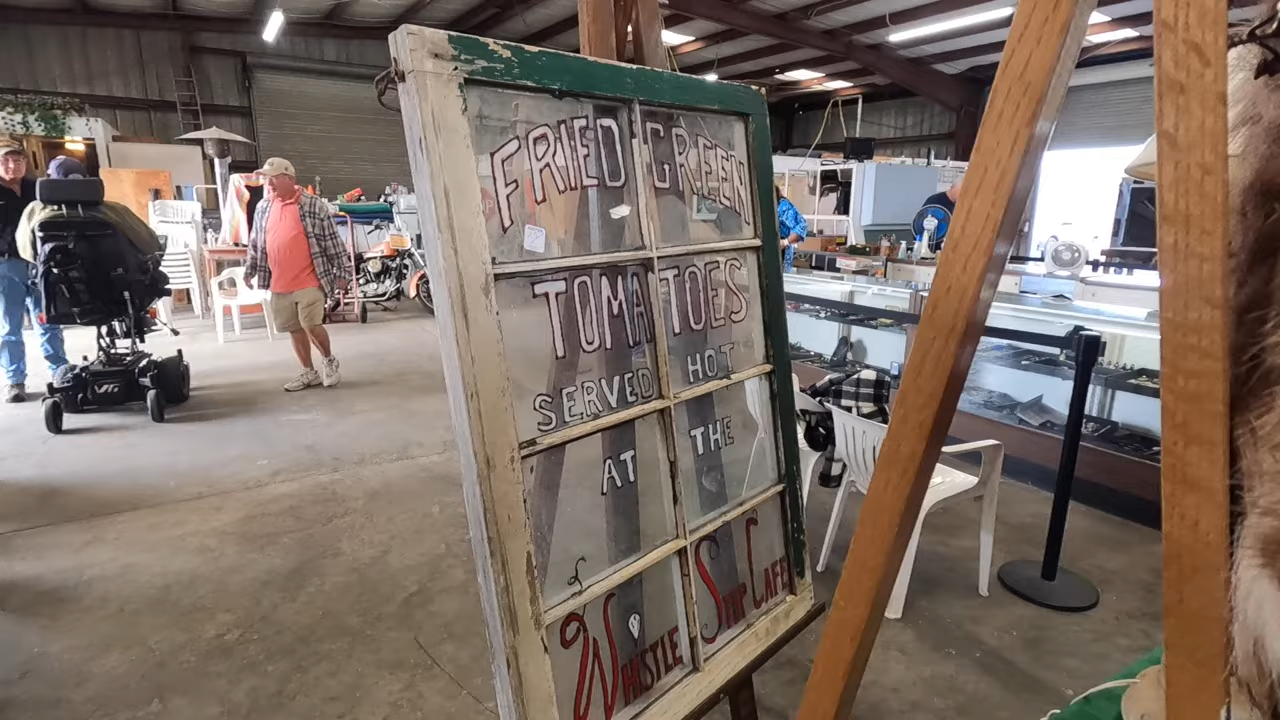 FRIED GREEN
TOMATOES
SERVED HOT
AT THE
WHISTLE STOP CAFE